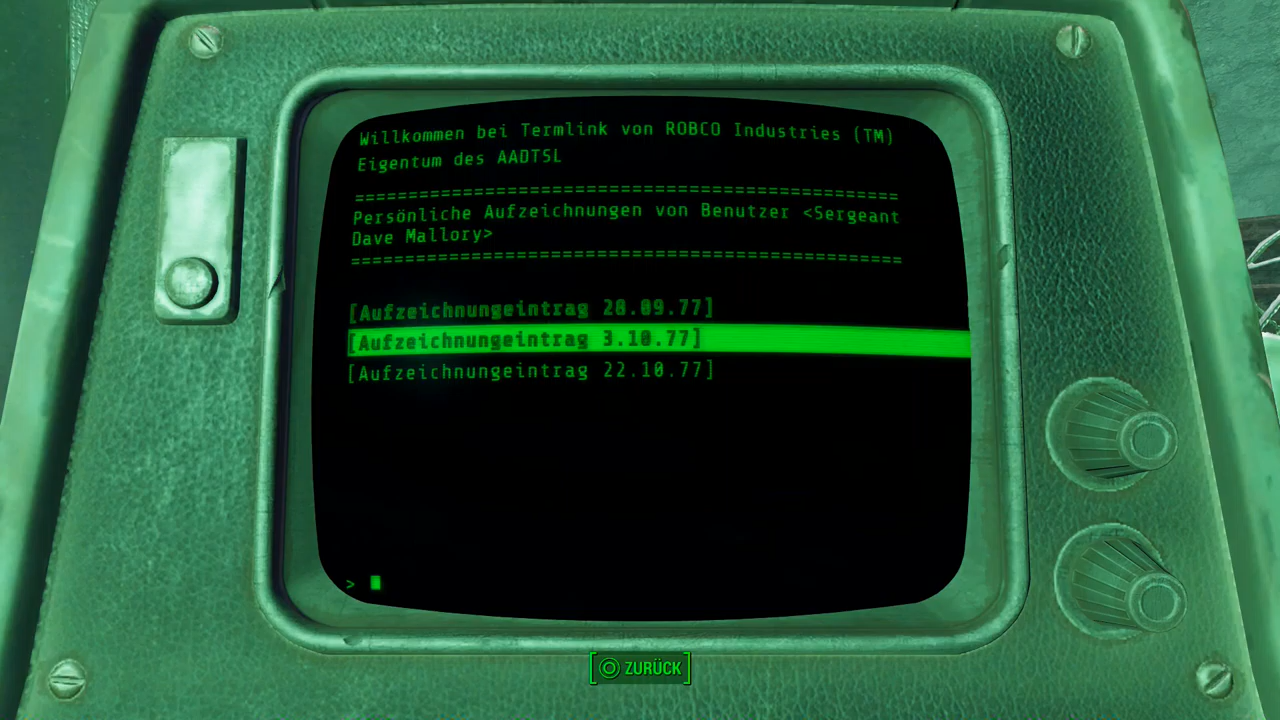 Willkommen bei Termlink von ROBCO Industries (TM)
Eigentum des AADTSL
===================================================
Persönliche Aufzeichnungen von Benutzer <Sergeant
Dave Mallory>
===================================================
[Aufzeichnungeintrag 28.09.77]
[Aufzeichnungeintrag 3.10.77]
[Aufzeichnungeintrag 22.10.77]
>
[ZURÜCK]